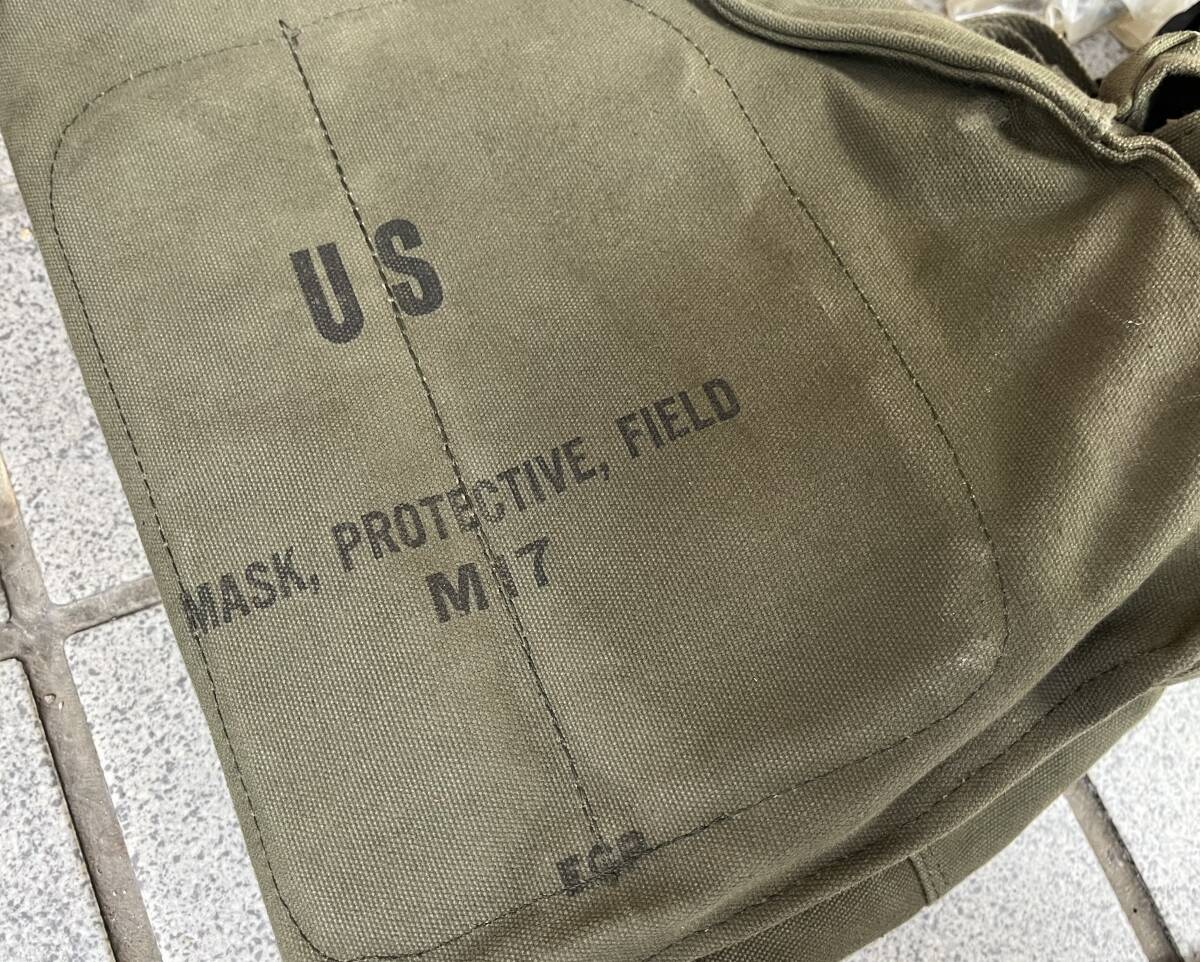 US
MASK, PROTECTIVE, FIELD
M17